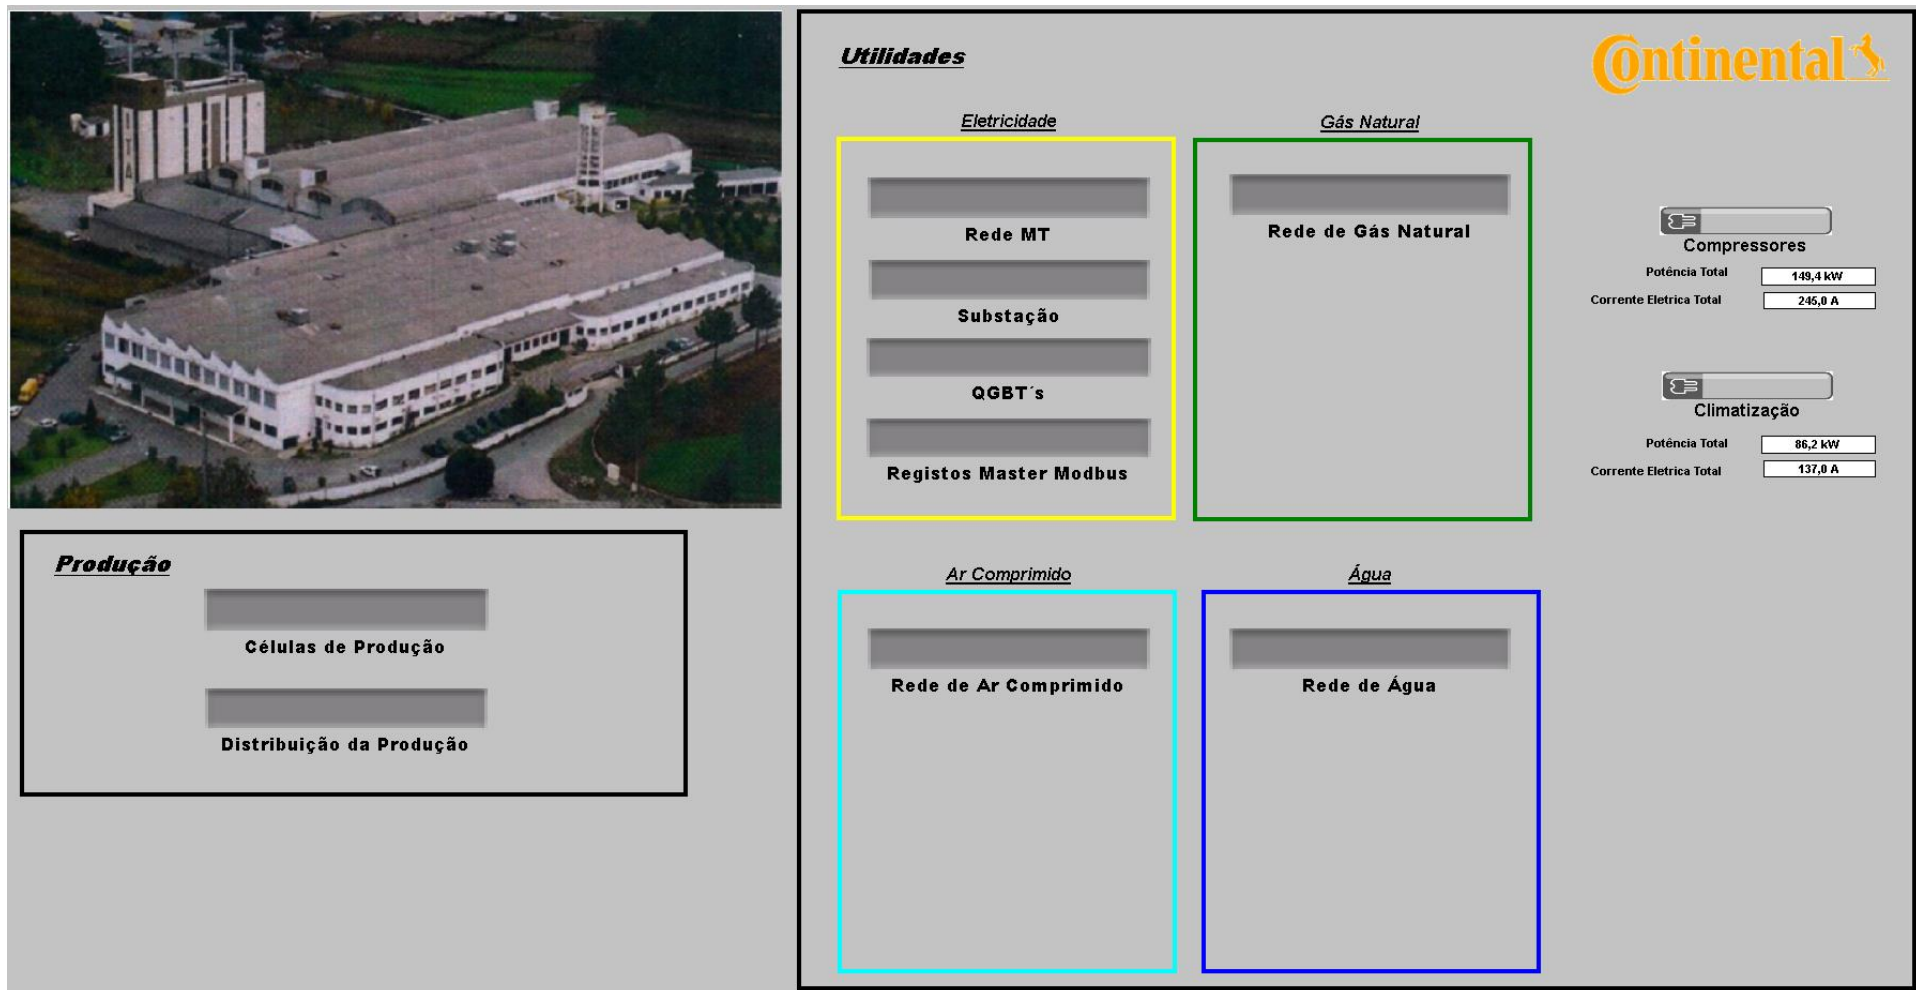 ITA
Utilidades
Continental
Eletricidade
Gás Natural
Rede MT
Rede de Gás Natural
Compressores
Potência Total 149,4 kW
Corrente Eletrica Total 245,0 A
Substação
QGBT´s
Climatização
Potência Total 86,2 kW
Corrente Eletrica Total 137,0 A
Registos Master Modbus
Produção
Células de Produção
Distribuição da Produção
Ar Comprimido
Água
Rede de Ar Comprimido
Rede de Água